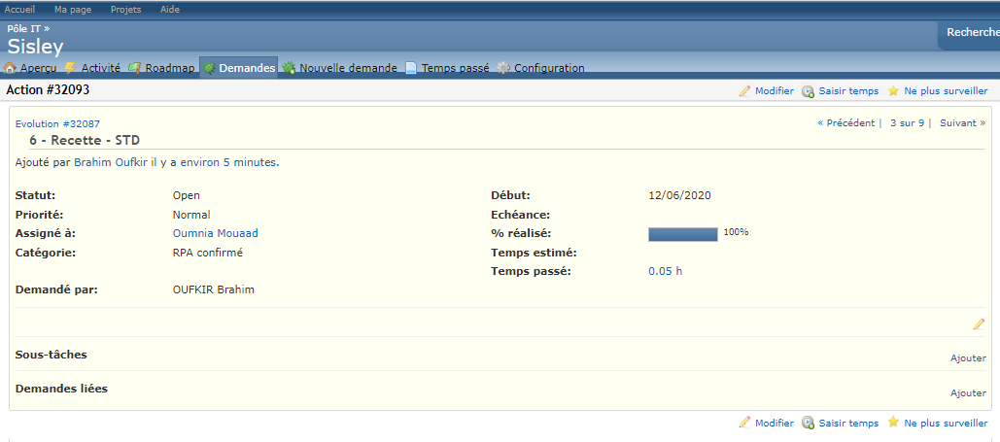 Accueil Ma page Projets Aide
Pôle IT »
Sisley
Recherche
Aperçu Activité Roadmap Demandes Nouvelle demande Temps passé Configuration
Action #32093
Modifier Saisir temps Ne plus surveiller
Evolution #32087
« Précédent | 3 sur 9 | Suivant »
6 - Recette - STD
Ajouté par Brahim Oufkir il y a environ 5 minutes.
Statut: Open Début: 12/06/2020
Priorité: Normal Echéance:
Assigné à: Oumnia Mouaad % réalisé: 100%
Catégorie: RPA confirmé Temps estimé:
Temps passé: 0.05 h
Demandé par: OUFKIR Brahim
Sous-tâches Ajouter
Demandes liées Ajouter
Modifier Saisir temps Ne plus surveiller